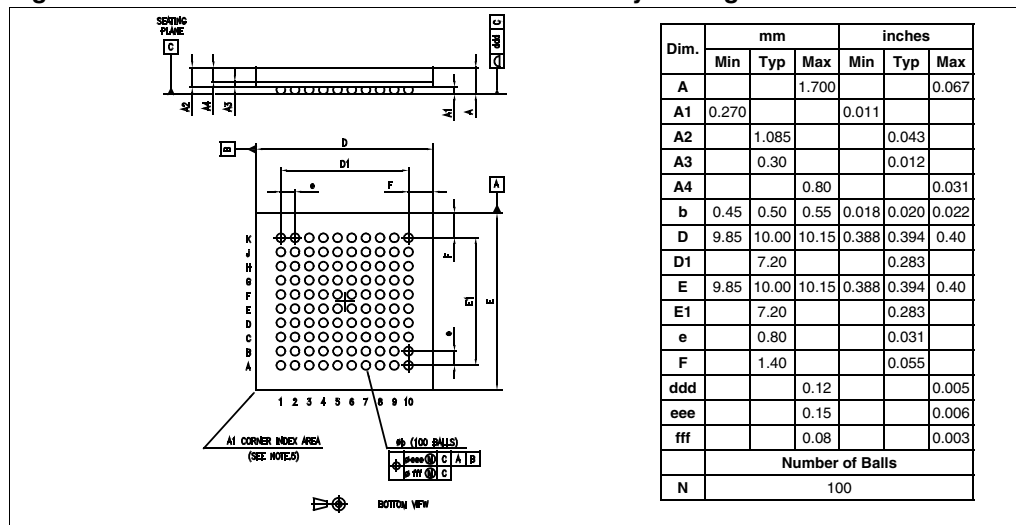 SEATING
PLANE
C
ddd C
A2
A4
A3
A1
A
B
D
D1
e
F
A
K
J
H
G
F
E
D
C
B
A
F
E1
E
e
1 2 3 4 5 6 7 8 9 10
A1 CORNER INDEX AREA
(SEE NOTE.5)
øb (100 BALLS)
ø eee Ⓜ C A B
ø fff Ⓜ C
BOTTOM VIEW
Dim. mm inches
Min Typ Max Min Typ Max
A 1.700 0.067
A1 0.270 0.011
A2 1.085 0.043
A3 0.30 0.012
A4 0.80 0.031
b 0.45 0.50 0.55 0.018 0.020 0.022
D 9.85 10.00 10.15 0.388 0.394 0.40
D1 7.20 0.283
E 9.85 10.00 10.15 0.388 0.394 0.40
E1 7.20 0.283
e 0.80 0.031
F 1.40 0.055
ddd 0.12 0.005
eee 0.15 0.006
fff 0.08 0.003
Number of Balls
N 100